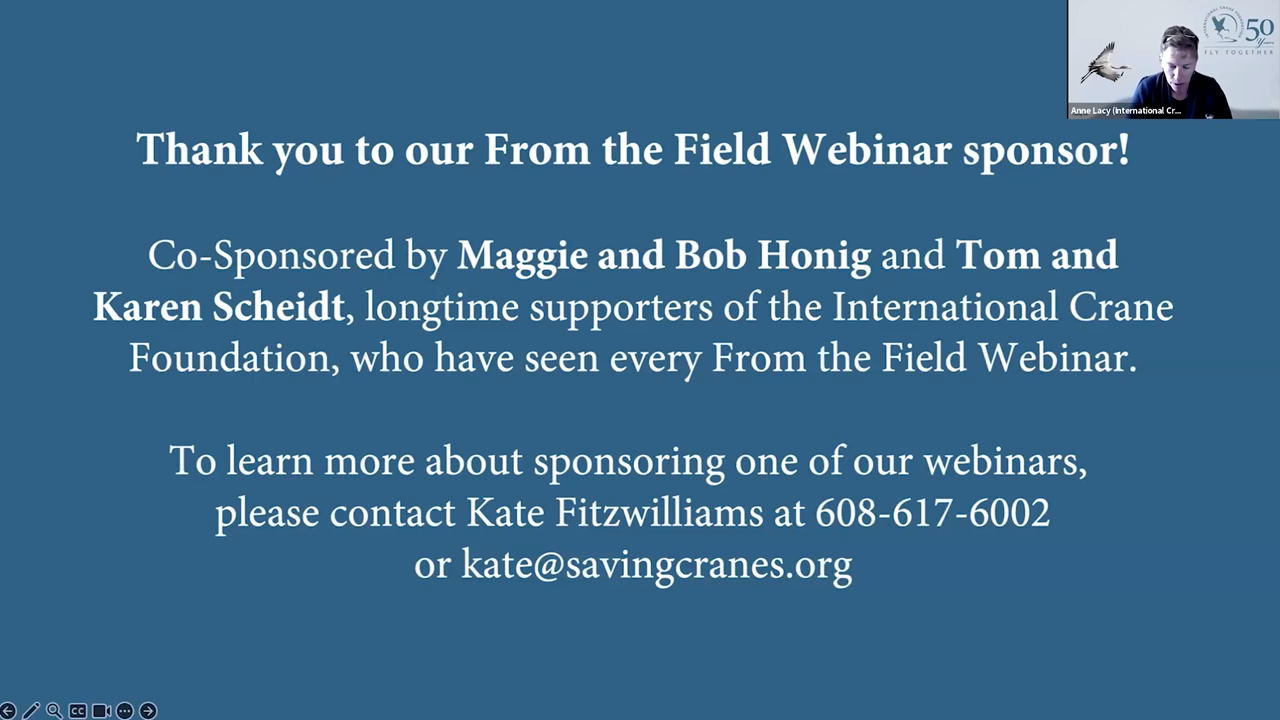 Thank you to our From the Field Webinar sponsor!
Co-Sponsored by Maggie and Bob Honig and Tom and
Karen Scheidt, longtime supporters of the International Crane
Foundation, who have seen every From the Field Webinar.
To learn more about sponsoring one of our webinars,
please contact Kate Fitzwilliams at 608-617-6002
or kate@savingcranes.org
50
Years
FLY TOGETHER
Anne Lacy (International Cr...
CC